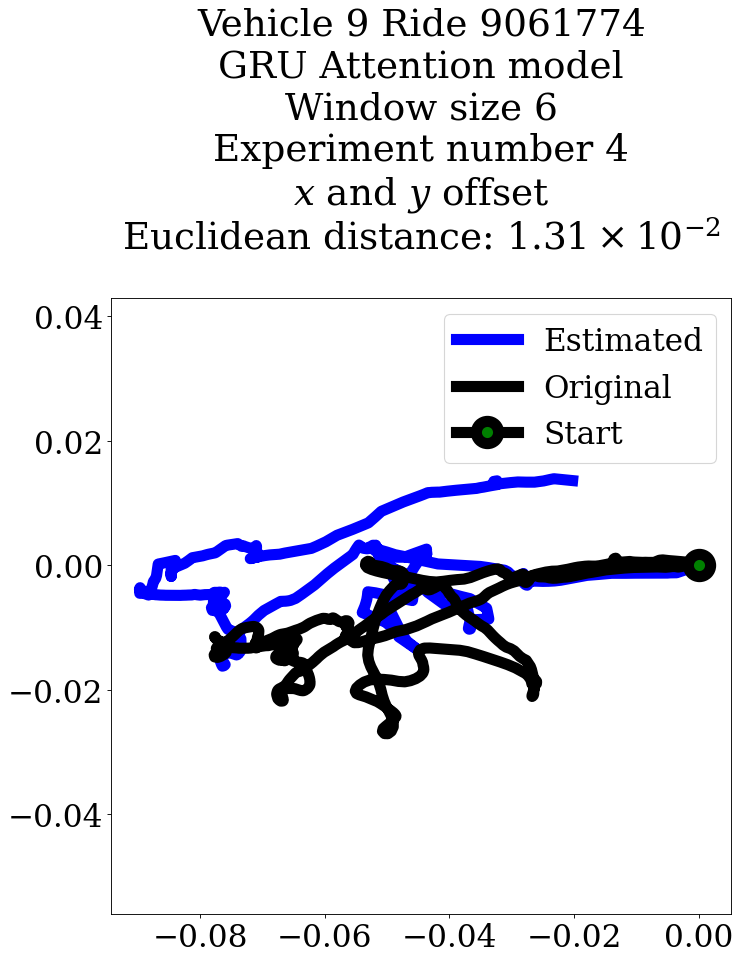 Vehicle 9 Ride 9061774
GRU Attention model
Window size 6
Experiment number 4
x and y offset
Euclidean distance: 1.31 × 10⁻²
Estimated
Original
Start
0.04
0.02
0.00
−0.02
−0.04
−0.08 −0.06 −0.04 −0.02 0.00